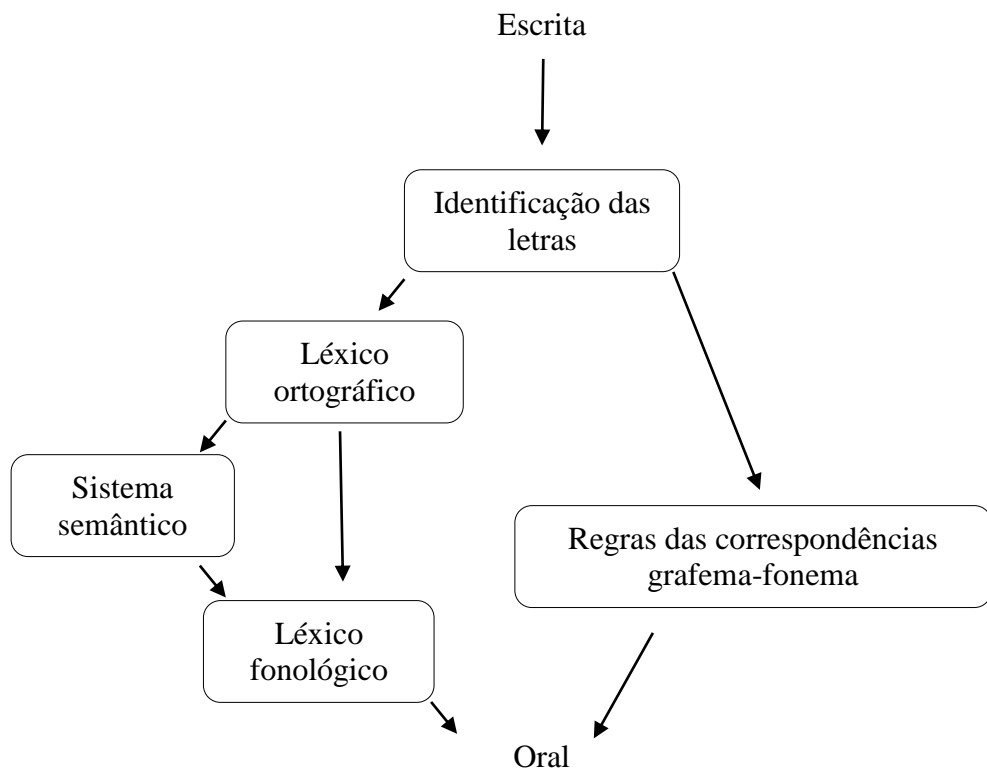 Escrita
Identificação das
letras
Léxico
ortográfico
Sistema
semântico
Regras das correspondências
grafema-fonema
Léxico
fonológico
Oral